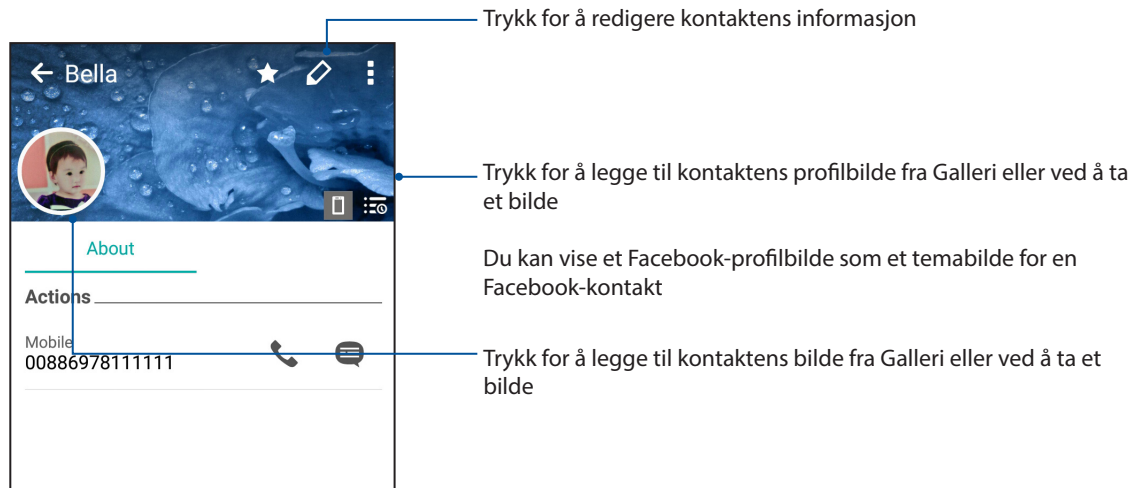 Trykk for å redigere kontaktens informasjon
Bella
Trykk for å legge til kontaktens profilbilde fra Galleri eller ved å ta
et bilde
About
Du kan vise et Facebook-profilbilde som et temabilde for en
Facebook-kontakt
Actions
Mobile
00886978111111
Trykk for å legge til kontaktens bilde fra Galleri eller ved å ta et
bilde